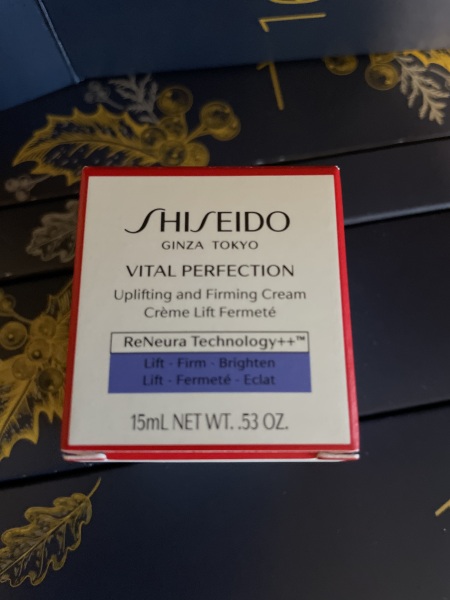 SHISEIDO
GINZA TOKYO
VITAL PERFECTION
Uplifting and Firming Cream
Crème Lift Fermeté
ReNeura Technology++™
Lift - Firm - Brighten
Lift - Fermeté - Eclat
15mL NET WT. .53 OZ.